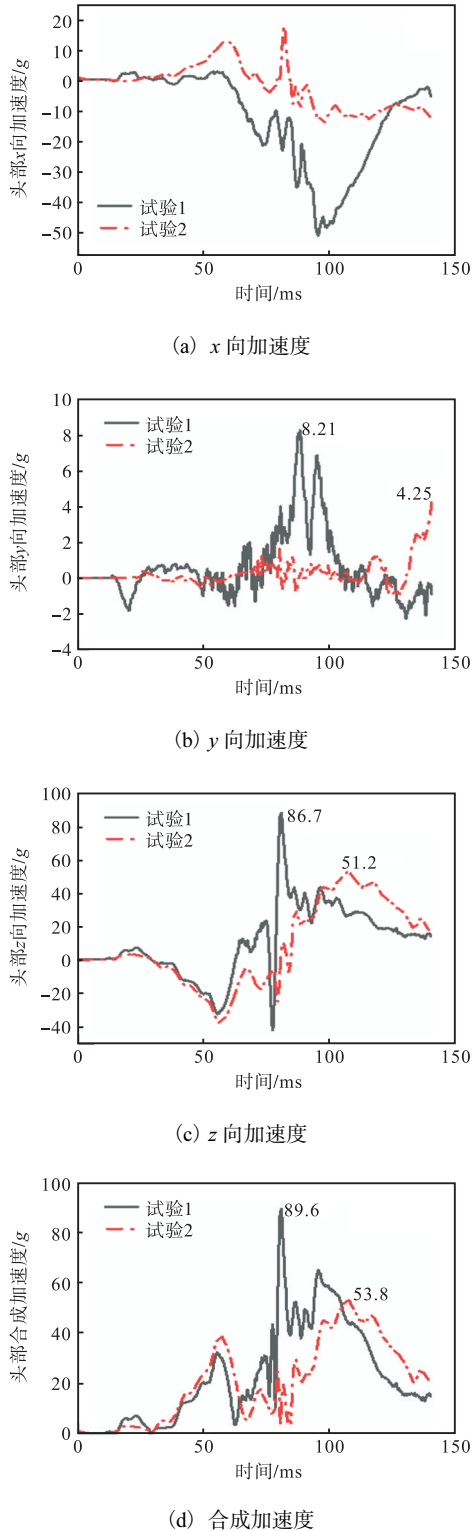 20
10
0
−10
−20
−30
−40
−50
头部x向加速度/g
试验1
试验2
0
50
100
150
时间/ms
(a) x 向加速度
10
8
6
4
2
0
−2
−4
头部y向加速度/g
试验1
试验2
8.21
4.25
0
50
100
150
时间/ms
(b) y 向加速度
100
80
60
40
20
0
−20
−40
头部z向加速度/g
试验1
试验2
86.7
51.2
0
50
100
150
时间/ms
(c) z 向加速度
100
80
60
40
20
0
头部合成加速度/g
试验1
试验2
89.6
53.8
0
50
100
150
时间/ms
(d) 合成加速度